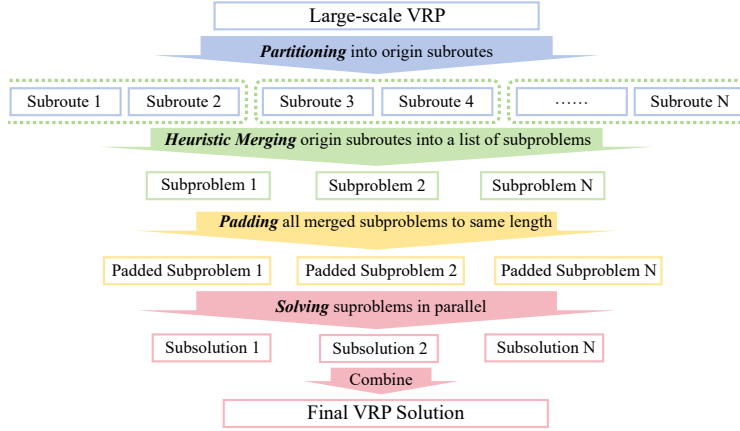 Large-scale VRP
Partitioning into origin subroutes
Subroute 1 Subroute 2 Subroute 3 Subroute 4 ...... Subroute N
Heuristic Merging origin subroutes into a list of subproblems
Subproblem 1 Subproblem 2 Subproblem N
Padding all merged subproblems to same length
Padded Subproblem 1 Padded Subproblem 2 Padded Subproblem N
Solving suproblems in parallel
Subsolution 1 Subsolution 2 Subsolution N
Combine
Final VRP Solution